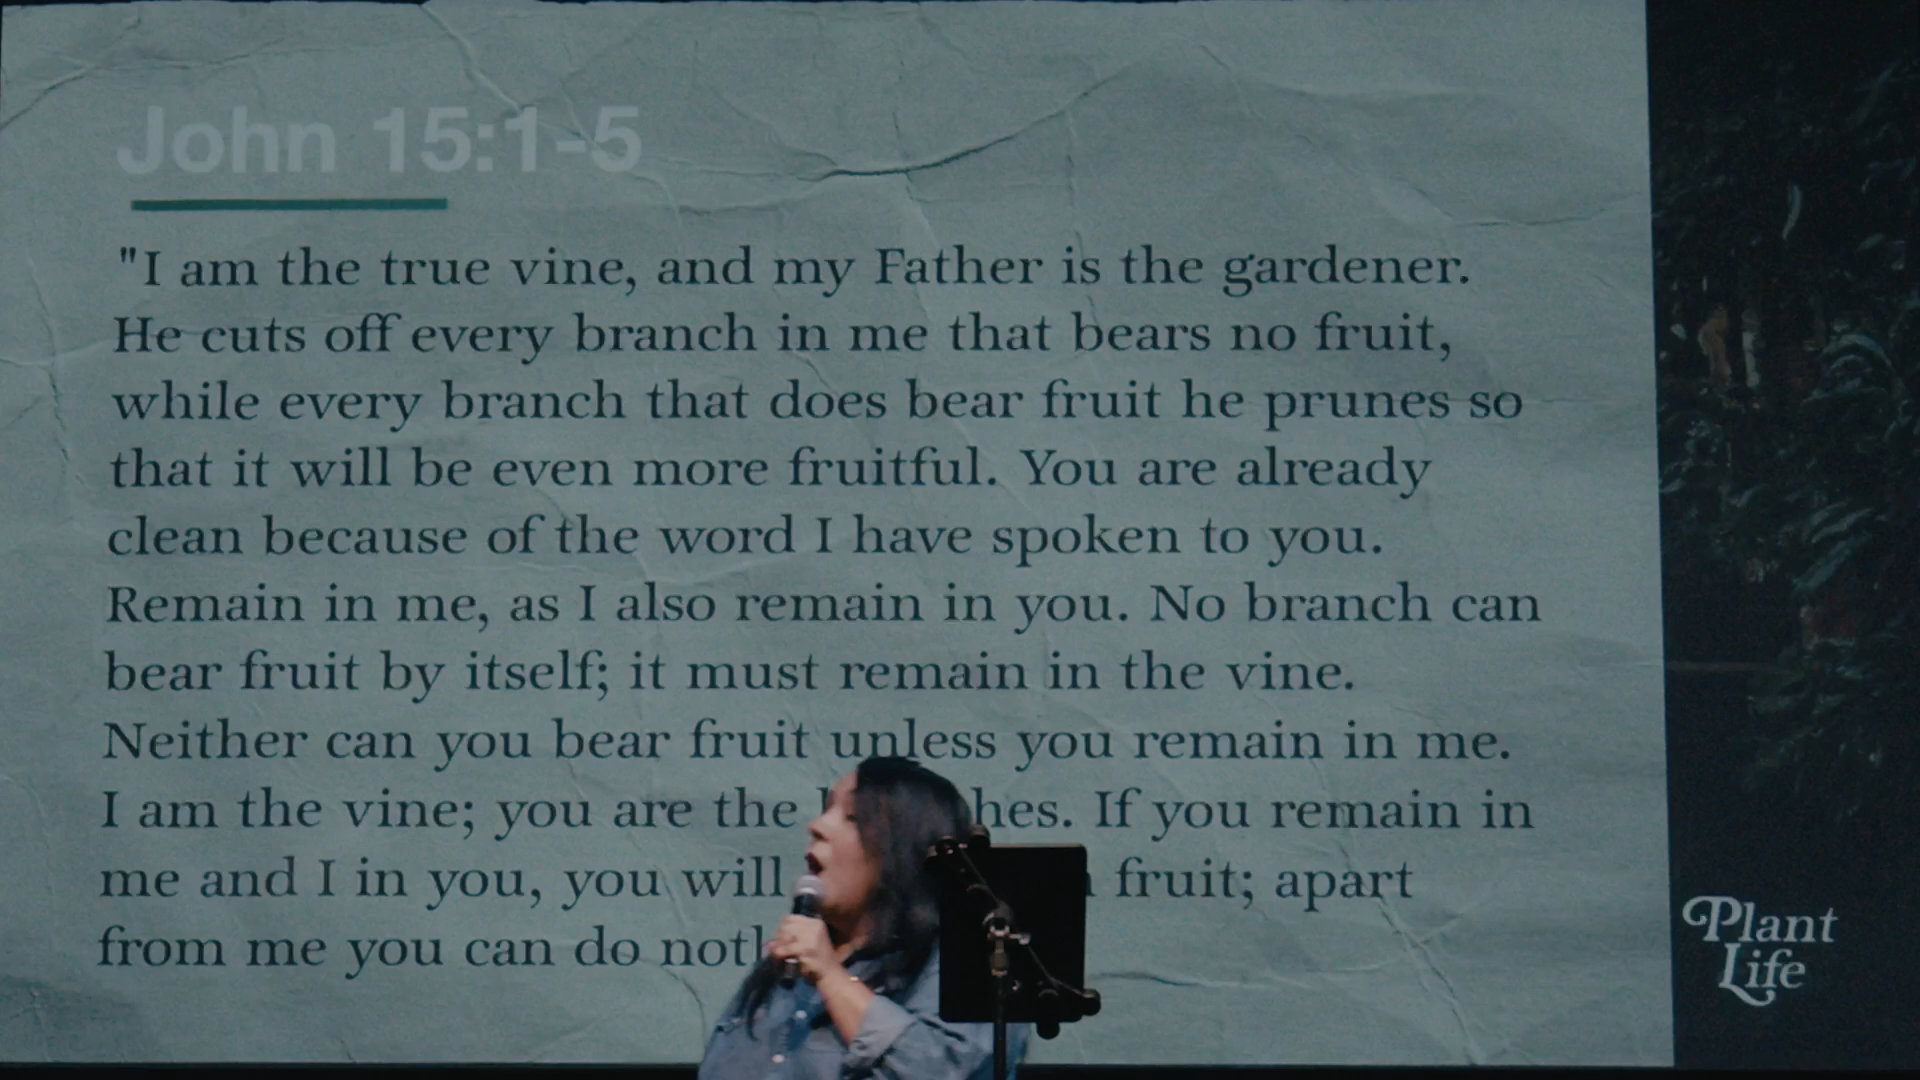 John 15:1-5
"I am the true vine, and my Father is the gardener.
He cuts off every branch in me that bears no fruit,
while every branch that does bear fruit he prunes so
that it will be even more fruitful. You are already
clean because of the word I have spoken to you.
Remain in me, as I also remain in you. No branch can
bear fruit by itself; it must remain in the vine.
Neither can you bear fruit unless you remain in me.
I am the vine; you are the hes. If you remain in
me and I in you, you will fruit; apart
from me you can do not
Plant
Life